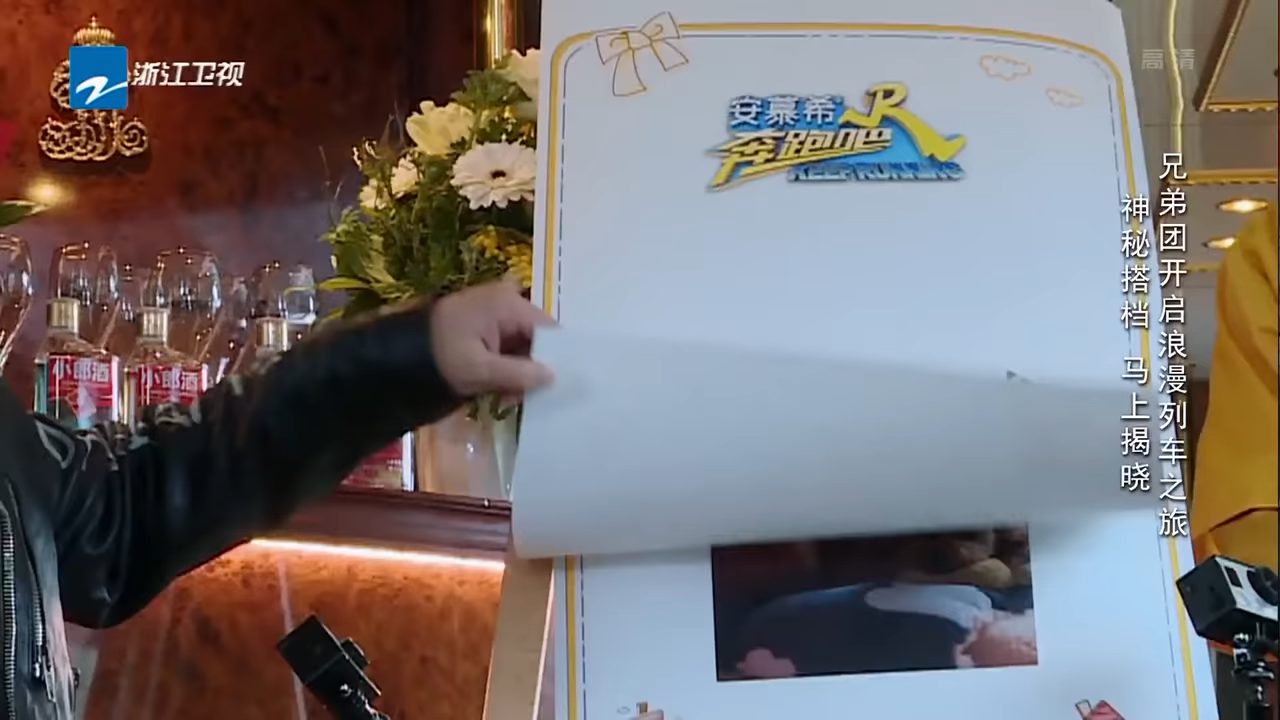 浙江卫视
高清
安慕希
奔跑吧
KEEP RUNNING
小郎酒
小郎酒
兄弟团开启浪漫列车之旅
神秘搭档 马上揭晓